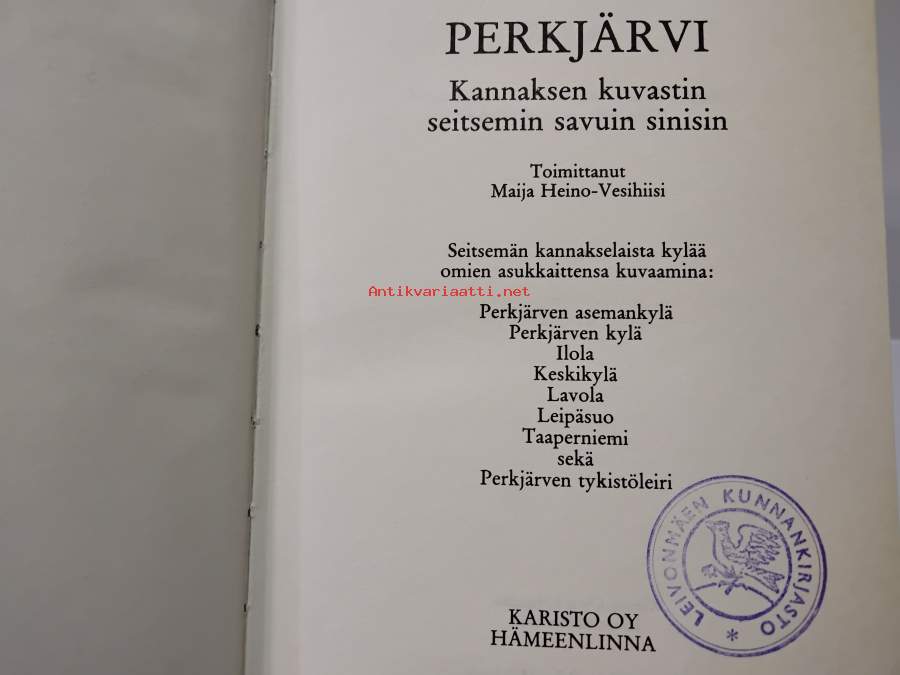 PERKJÄRVI
Kannaksen kuvastin
seitsemin savuin sinisin
Toimittanut
Maija Heino-Vesihiisi
Seitsemän kannakselaista kylää
omien asukkaittensa kuvaamina:
Antikvariaatti.net
Perkjärven asemankylä
Perkjärven kylä
Ilola
Keskikylä
Lavola
Leipäsuo
Taaperniemi
sekä
Perkjärven tykistöleiri
LEIVONMÄEN KUNNANKIRJASTO *
KARISTO OY
HÄMEENLINNA